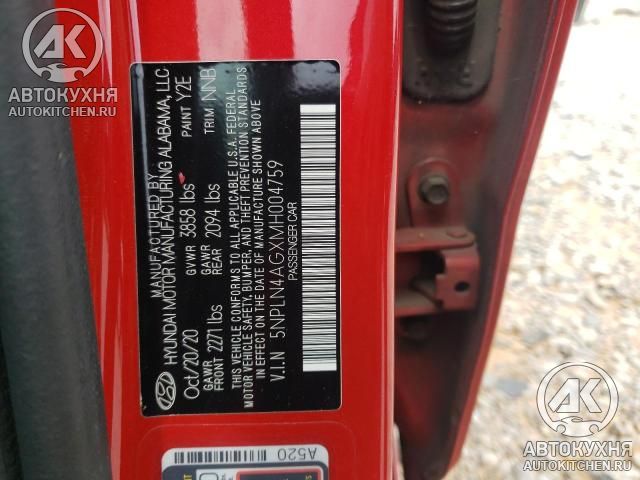 АВТОКУХНЯ
AUTOKITCHEN.RU
MANUFACTURED BY
HYUNDAI MOTOR MANUFACTURING ALABAMA, LLC
Oct/20/20 GVWR 3858 lbs PAINT Y2E
GAWR FRONT 2271 lbs GAWR REAR 2094 lbs TRIM NNB
THIS VEHICLE CONFORMS TO ALL APPLICABLE U.S.A. FEDERAL
MOTOR VEHICLE SAFETY, BUMPER, AND THEFT PREVENTION STANDARDS
IN EFFECT ON THE DATE OF MANUFACTURE SHOWN ABOVE
V.I.N 5NPLN4AGXMH004759
PASSENGER CAR
A520
АВТОКУХНЯ
AUTOKITCHEN.RU